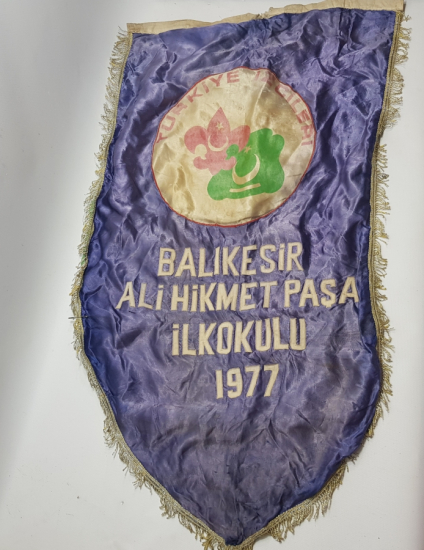 TÜRKİYE İZCİLERİ
BALIKESİR
ALİ HİKMET PAŞA
İLKOKULU
1977